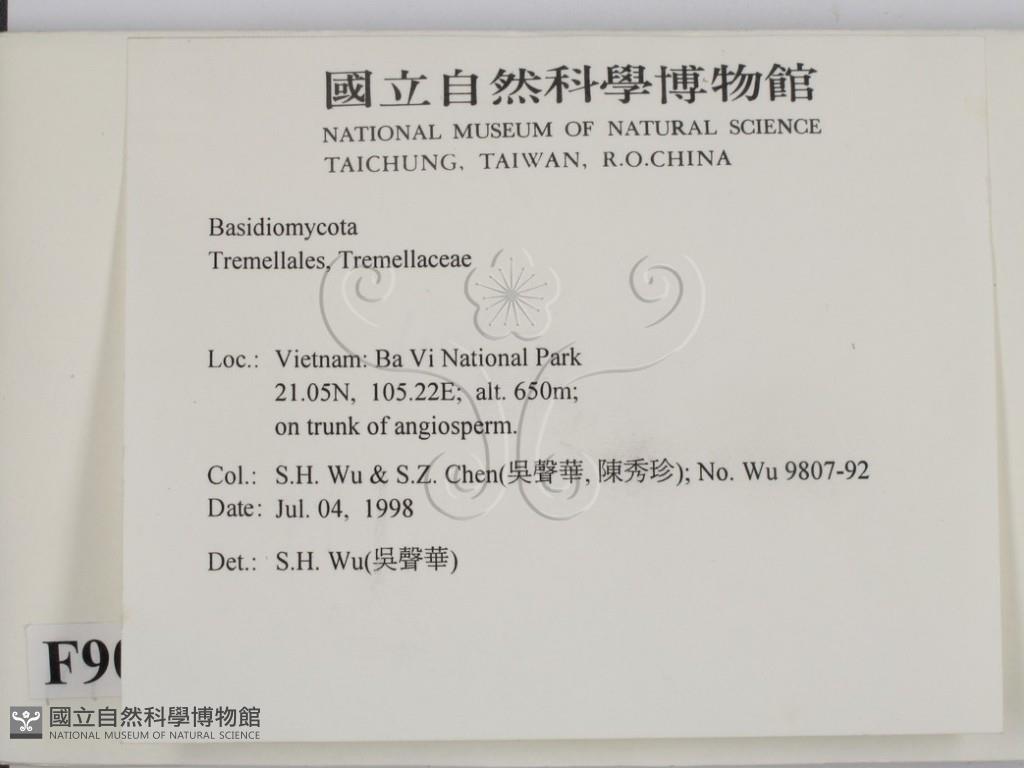 國立自然科學博物館
NATIONAL MUSEUM OF NATURAL SCIENCE
TAICHUNG, TAIWAN, R.O.CHINA
Basidiomycota
Tremellales, Tremellaceae
Loc.: Vietnam: Ba Vi National Park
21.05N, 105.22E; alt. 650m;
on trunk of angiosperm.
Col.: S.H. Wu & S.Z. Chen(吳聲華, 陳秀珍); No. Wu 9807-92
Date: Jul. 04, 1998
Det.: S.H. Wu(吳聲華)
國立自然科學博物館
NATIONAL MUSEUM OF NATURAL SCIENCE